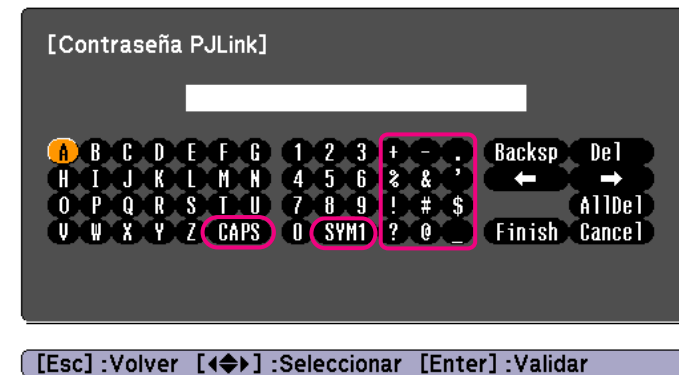 [Contraseña PJLink]
A B C D E F G 1 2 3 + - . Backsp Del
H I J K L M N 4 5 6 % & ' ← →
O P Q R S T U 7 8 9 ! # $ AllDel
V W X Y Z CAPS 0 SYM1 ? @ _ Finish Cancel
[Esc] :Volver [◀◆▶] :Seleccionar [Enter] :Validar